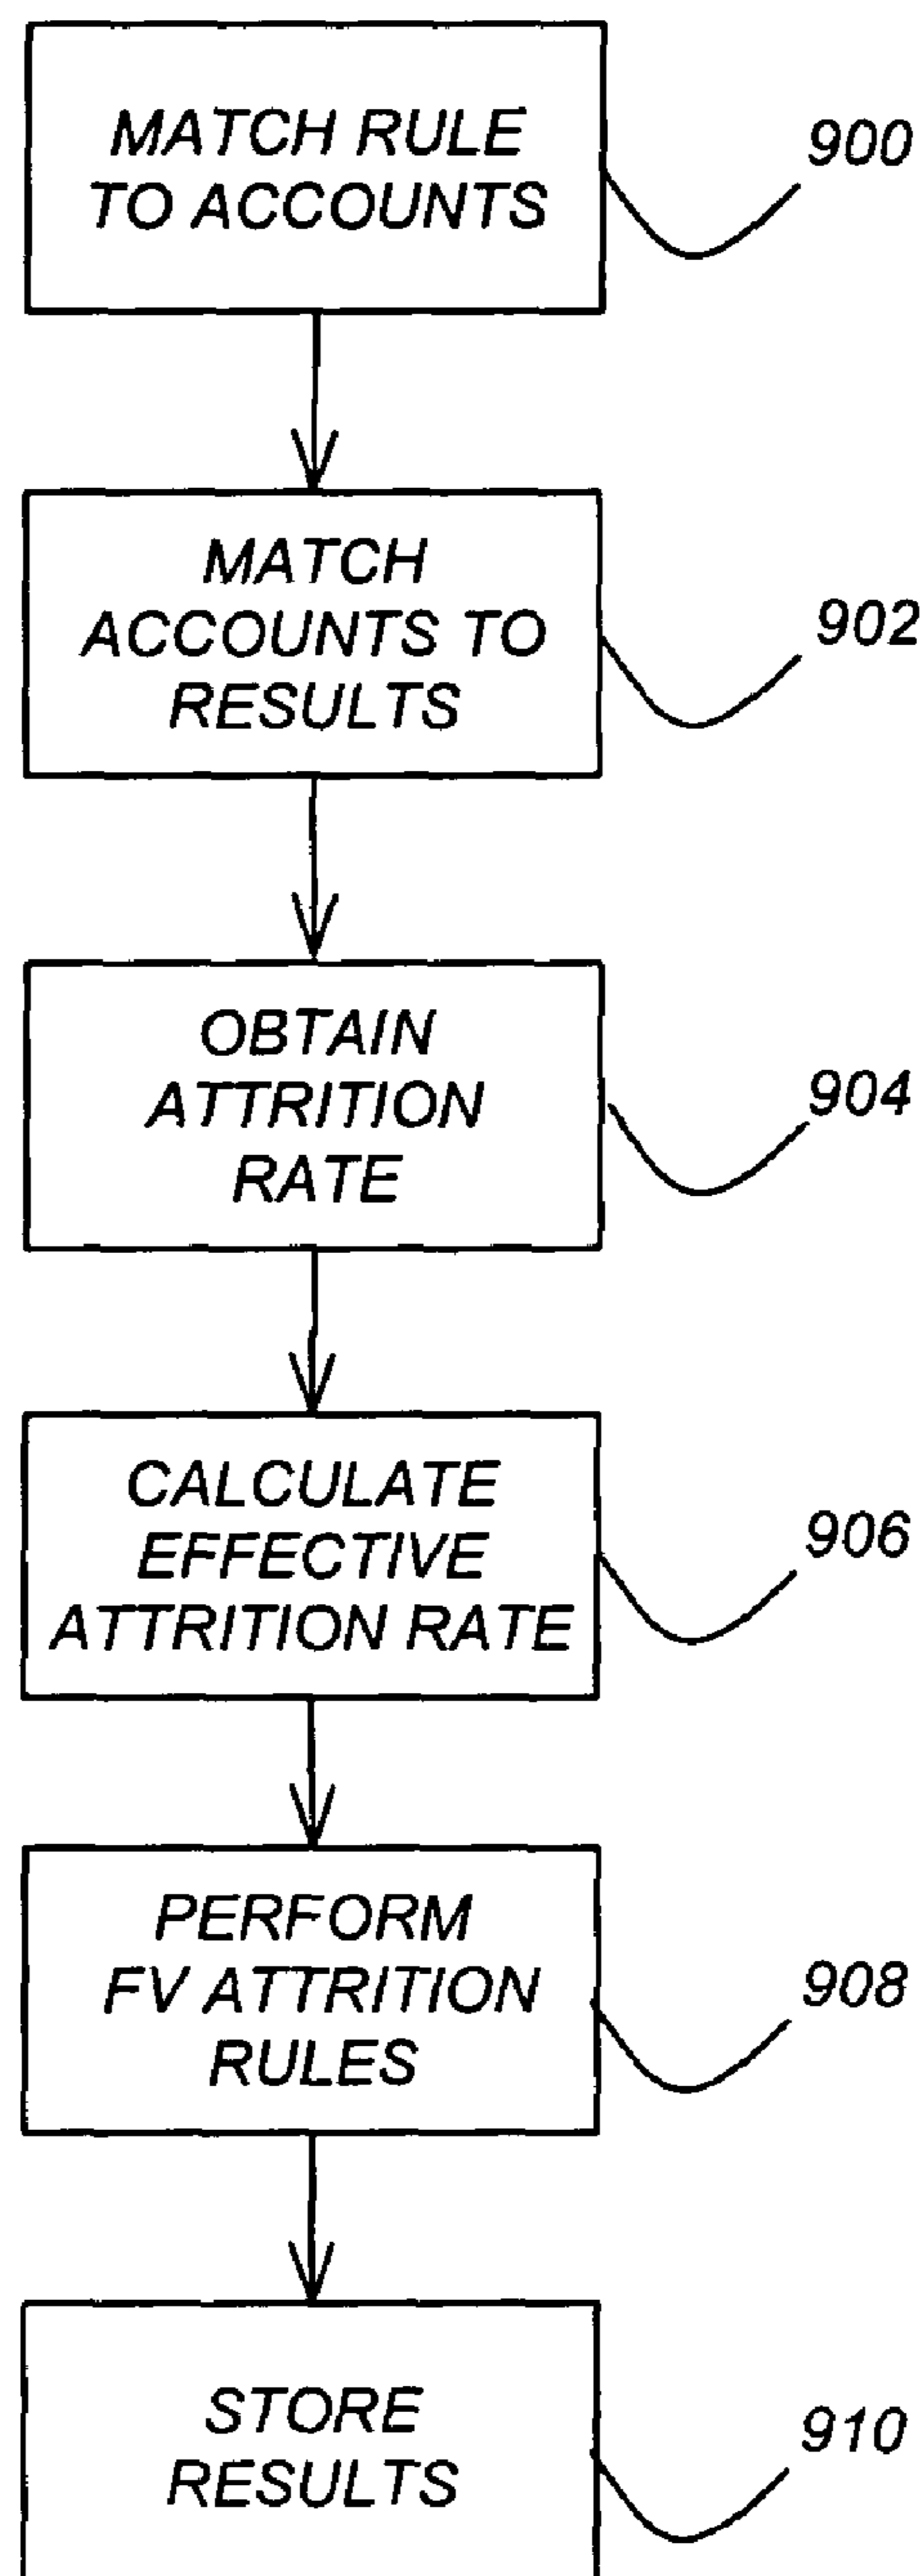 MATCH RULE
TO ACCOUNTS
900
MATCH
ACCOUNTS TO
RESULTS
902
OBTAIN
ATTRITION
RATE
904
CALCULATE
EFFECTIVE
ATTRITION RATE
906
PERFORM
FV ATTRITION
RULES
908
STORE
RESULTS
910